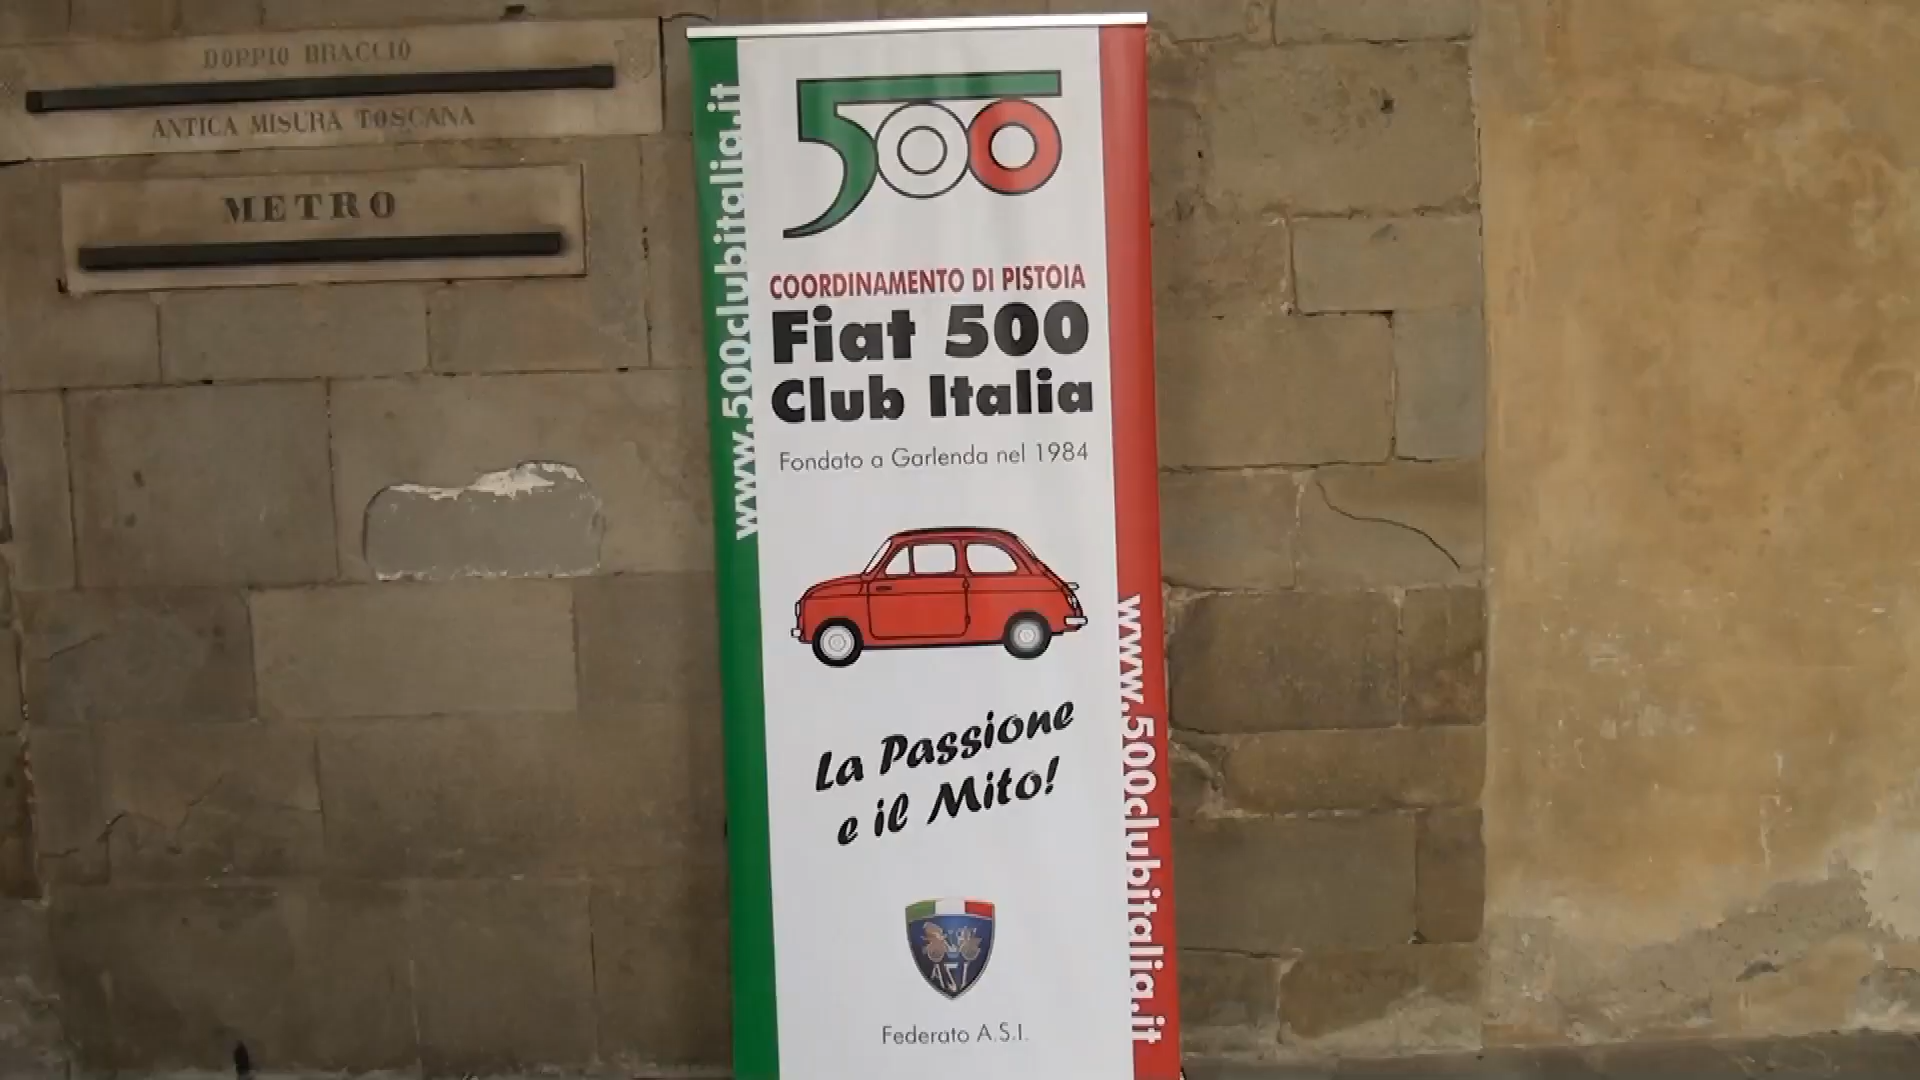 DOPPIO BRACCIO
ANTICA MISURA TOSCANA
METRO
www.500clubitalia.it
500
COORDINAMENTO DI PISTOIA
Fiat 500
Club Italia
Fondato a Garlenda nel 1984
La Passione
e il Mito!
ASI
Federato A.S.I.
www.500clubitalia.it